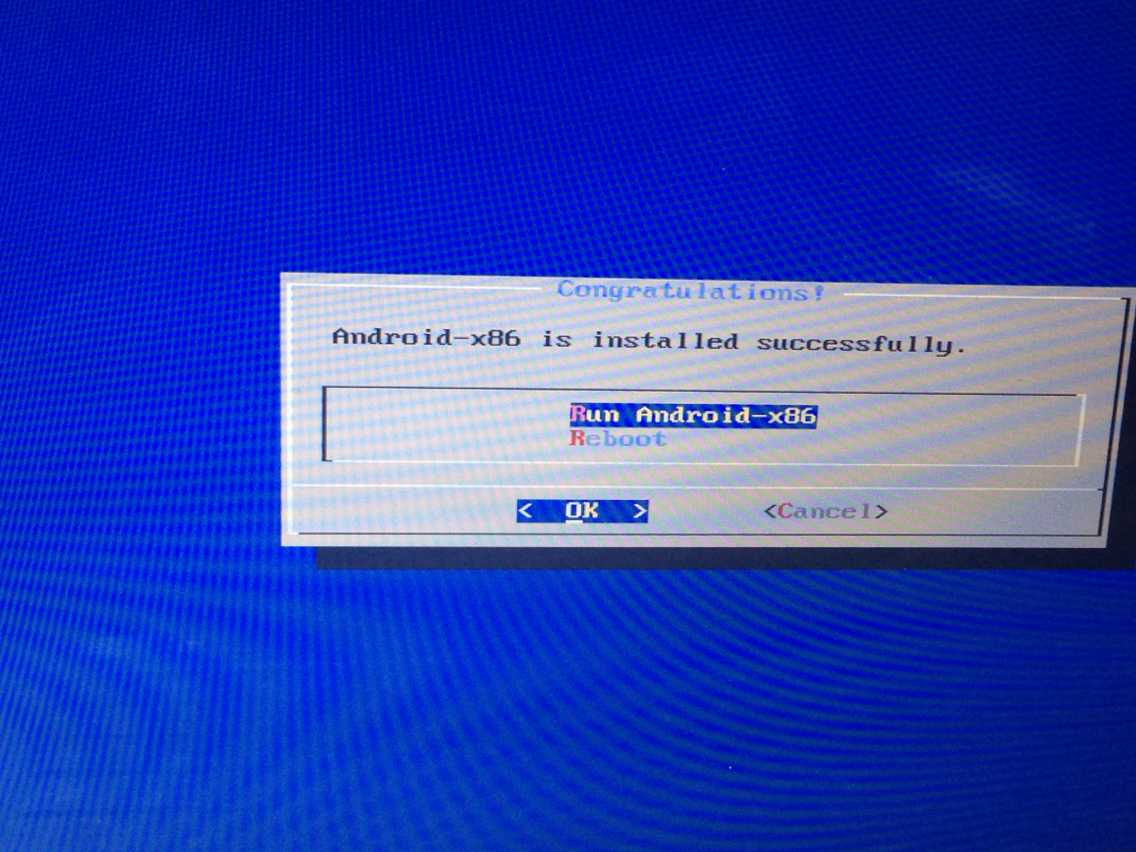 Congratulations!
Android-x86 is installed successfully.
Run Android-x86
Reboot
< OK > <Cancel>